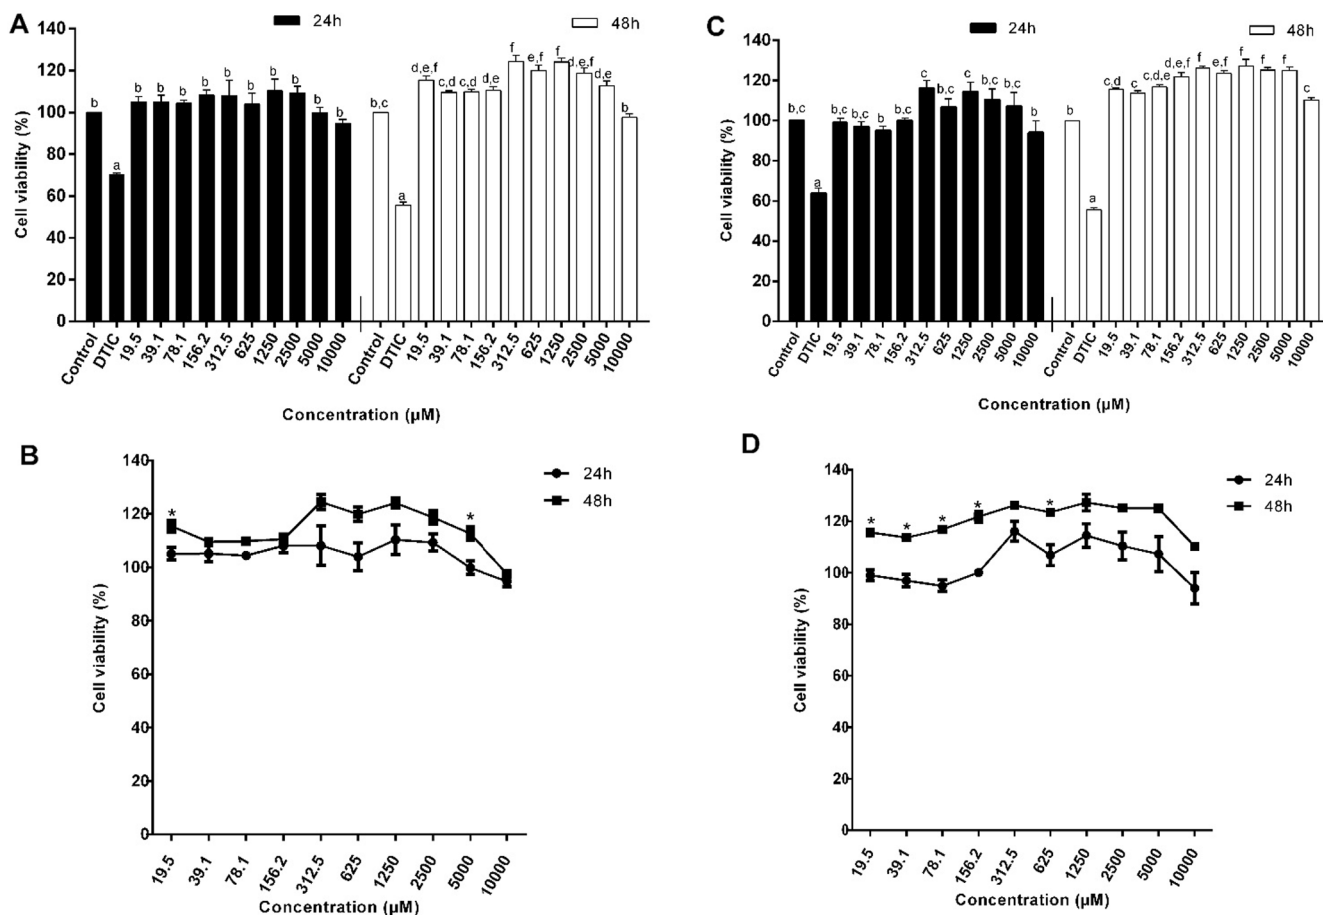 A
24h
48h
140
120
100
80
60
40
20
0
Cell viability (%)
b a b b b b b b b b b b
b,c a d,e,f c,d c,d d,e f e,f f d,e,f d,e b
Control DTIC 19.5 39.1 78.1 156.2 312.5 625 1250 2500 5000 10000
Control DTIC 19.5 39.1 78.1 156.2 312.5 625 1250 2500 5000 10000
Concentration (µM)
C
24h
48h
140
120
100
80
60
40
20
0
Cell viability (%)
b,c a b,c b,c b b,c c b,c c b,c b,c b
b a c,d c c,d,e d,e,f f e,f f f f c
Control DTIC 19.5 39.1 78.1 156.2 312.5 625 1250 2500 5000 10000
Control DTIC 19.5 39.1 78.1 156.2 312.5 625 1250 2500 5000 10000
Concentration (µM)
B
24h
48h
140
120
100
80
60
40
20
0
Cell viability (%)
* *
19.5 39.1 78.1 156.2 312.5 625 1250 2500 5000 10000
Concentration (µM)
D
24h
48h
140
120
100
80
60
40
20
0
Cell viability (%)
* * * * *
19.5 39.1 78.1 156.2 312.5 625 1250 2500 5000 10000
Concentration (µM)